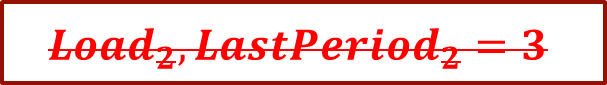 Load₂, LastPeriod₂ = 3